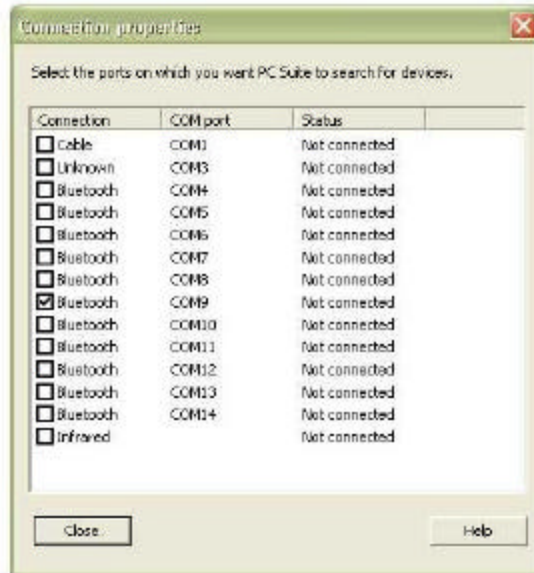 Connection properties
Select the ports on which you want PC Suite to search for devices.
Connection COM port Status
Cable COM1 Not connected
Unknown COM3 Not connected
Bluetooth COM4 Not connected
Bluetooth COM5 Not connected
Bluetooth COM6 Not connected
Bluetooth COM7 Not connected
Bluetooth COM8 Not connected
Bluetooth COM9 Not connected
Bluetooth COM10 Not connected
Bluetooth COM11 Not connected
Bluetooth COM12 Not connected
Bluetooth COM13 Not connected
Bluetooth COM14 Not connected
Infrared Not connected
Close Help